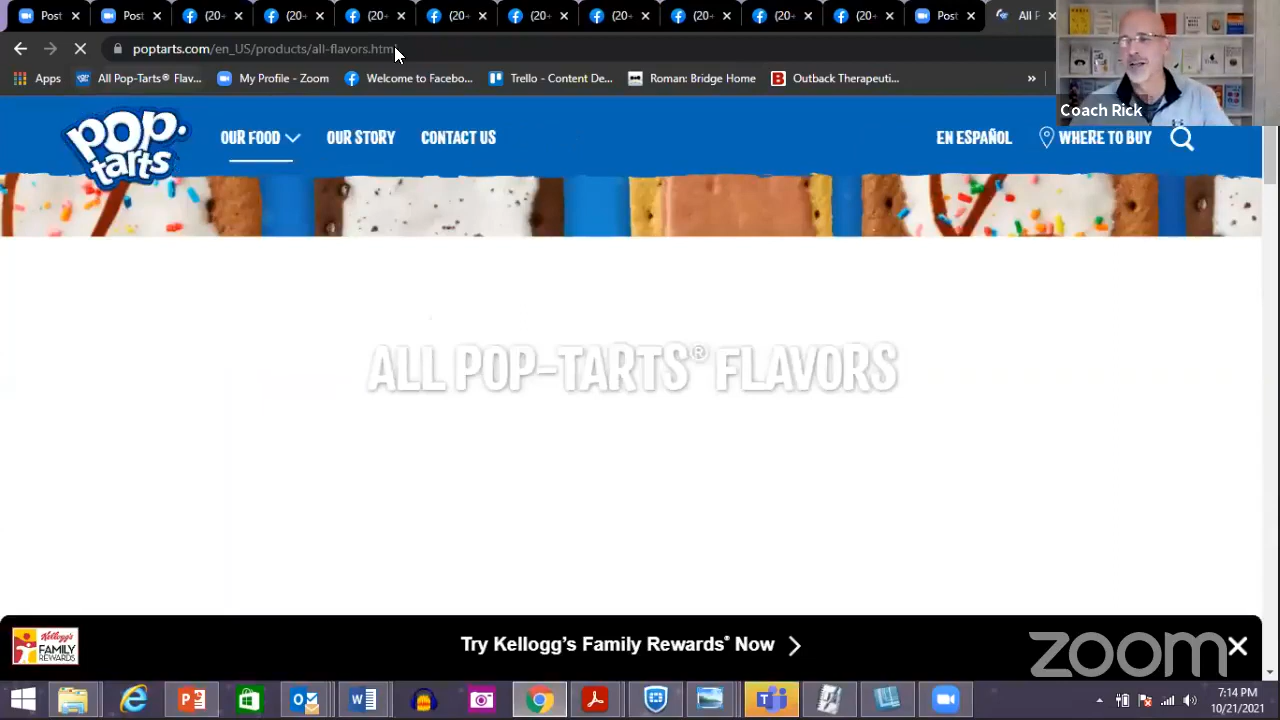 Post
Post
(20+
(20+
(20+
(20+
(20+
(20+
(20+
(20+
(20+
Post
All P
poptarts.com/en_US/products/all-flavors.html
Apps
All Pop-Tarts® Flav...
My Profile - Zoom
Welcome to Facebo...
Trello - Content De...
Roman: Bridge Home
Outback Therapeuti...
»
Coach Rick
pop.
tarts
OUR FOOD
OUR STORY
CONTACT US
EN ESPAÑOL
WHERE TO BUY
ALL POP-TARTS® FLAVORS
Kellogg's
FAMILY
REWARDS
Try Kellogg's Family Rewards® Now
zoom
7:14 PM
10/21/2021